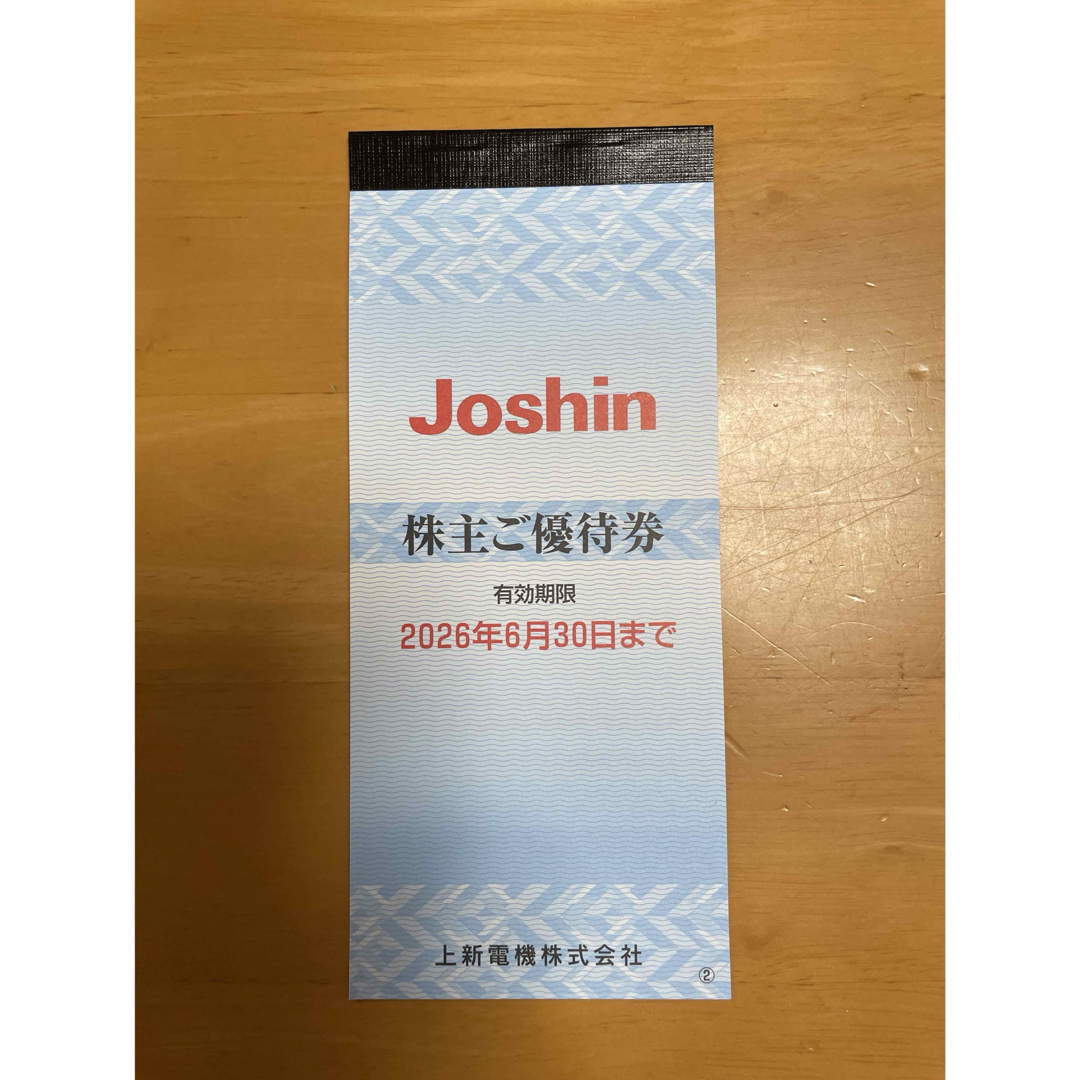 Joshin
株主ご優待券
有効期限
2026年6月30日まで
上新電機株式会社
②